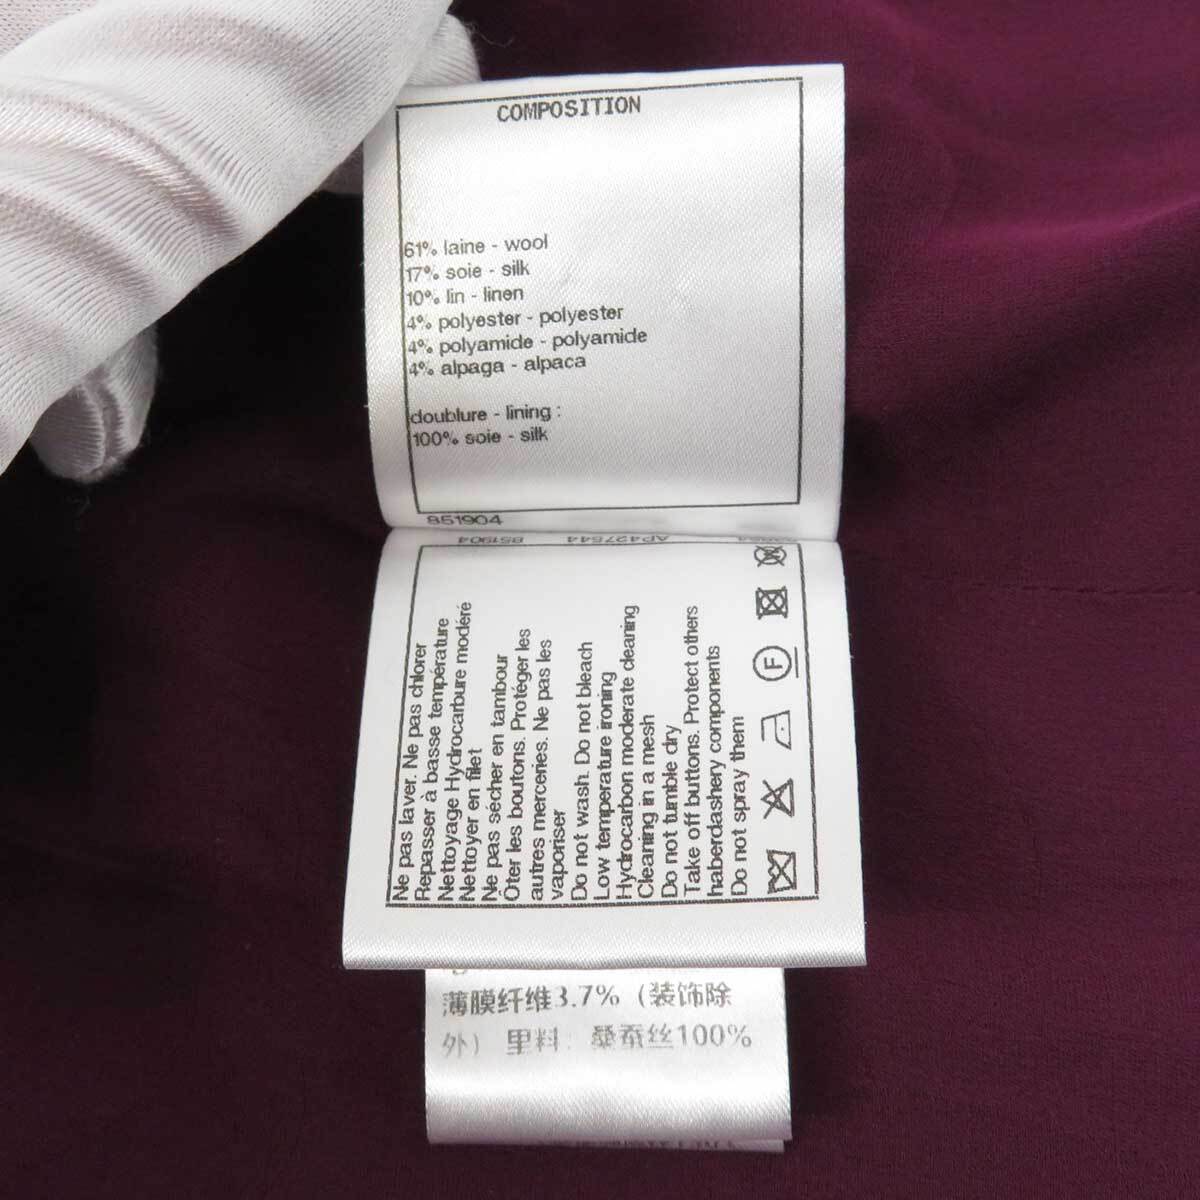 COMPOSITION
61% laine - wool
17% soie - silk
10% lin - linen
4% polyester - polyester
4% polyamide - polyamide
4% alpaga - alpaca
doublure - lining :
100% soie - silk
851904
851904 AP427544
Ne pas laver. Ne pas chlorer
Repasser à basse température
Nettoyage Hydrocarbure modéré
Nettoyer en filet
Ne pas sécher en tambour
Ôter les boutons. Protéger les
autres merceries. Ne pas les
vaporiser
Do not wash. Do not bleach
Low temperature ironing
Hydrocarbon moderate cleaning
Cleaning in a mesh
Do not tumble dry
Take off buttons. Protect others
haberdashery components
Do not spray them
F
薄膜纤维3.7%（装饰除
外） 里料： 桑蚕丝100%